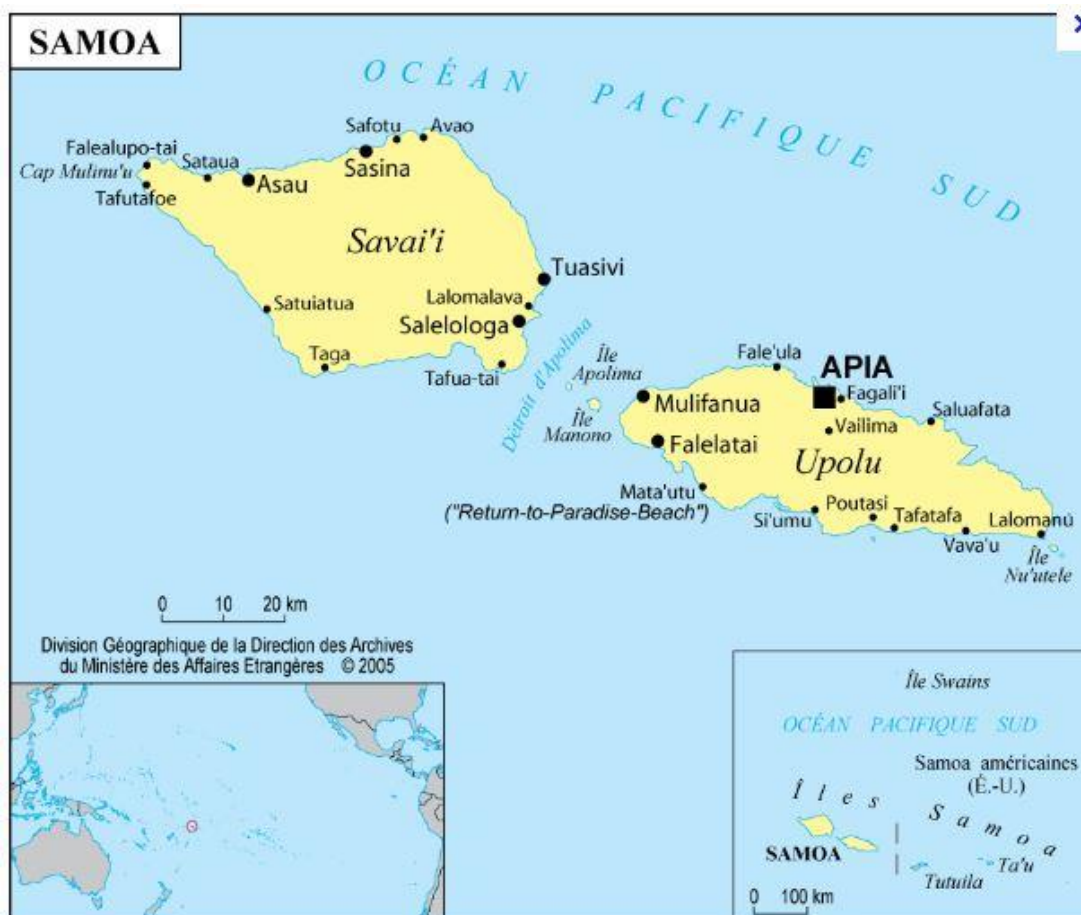 SAMOA
OCÉAN PACIFIQUE SUD
Safotu
Avao
Falealupo-tai
Cap Mulinu'u
Sataua
Asau
Sasina
Tafutafoe
Savai'i
Tuasivi
Satuiatua
Lalomalava
Salelologa
Taga
Tafua-tai
Détroit d'Apolima
Île
Apolima
Île
Manono
Fale'ula
APIA
Fagali'i
Mulifanua
Saluafata
Vailima
Falelatai
Upolu
Mata'utu
("Return-to-Paradise-Beach")
Si'umu
Poutasi
Tafatafa
Vava'u
Lalomanu
Île
Nu'utele
0 10 20 km
Division Géographique de la Direction des Archives
du Ministère des Affaires Etrangères © 2005
Île Swains
OCÉAN PACIFIQUE SUD
Samoa américaines
(É.-U.)
Îles Samoa
SAMOA
Ta'u
Tutuila
0 100 km